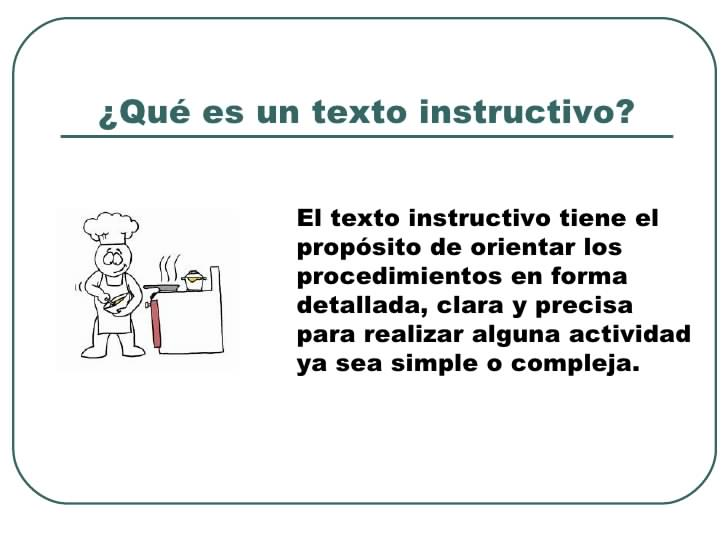 ¿Qué es un texto instructivo?
El texto instructivo tiene el
propósito de orientar los
procedimientos en forma
detallada, clara y precisa
para realizar alguna actividad
ya sea simple o compleja.